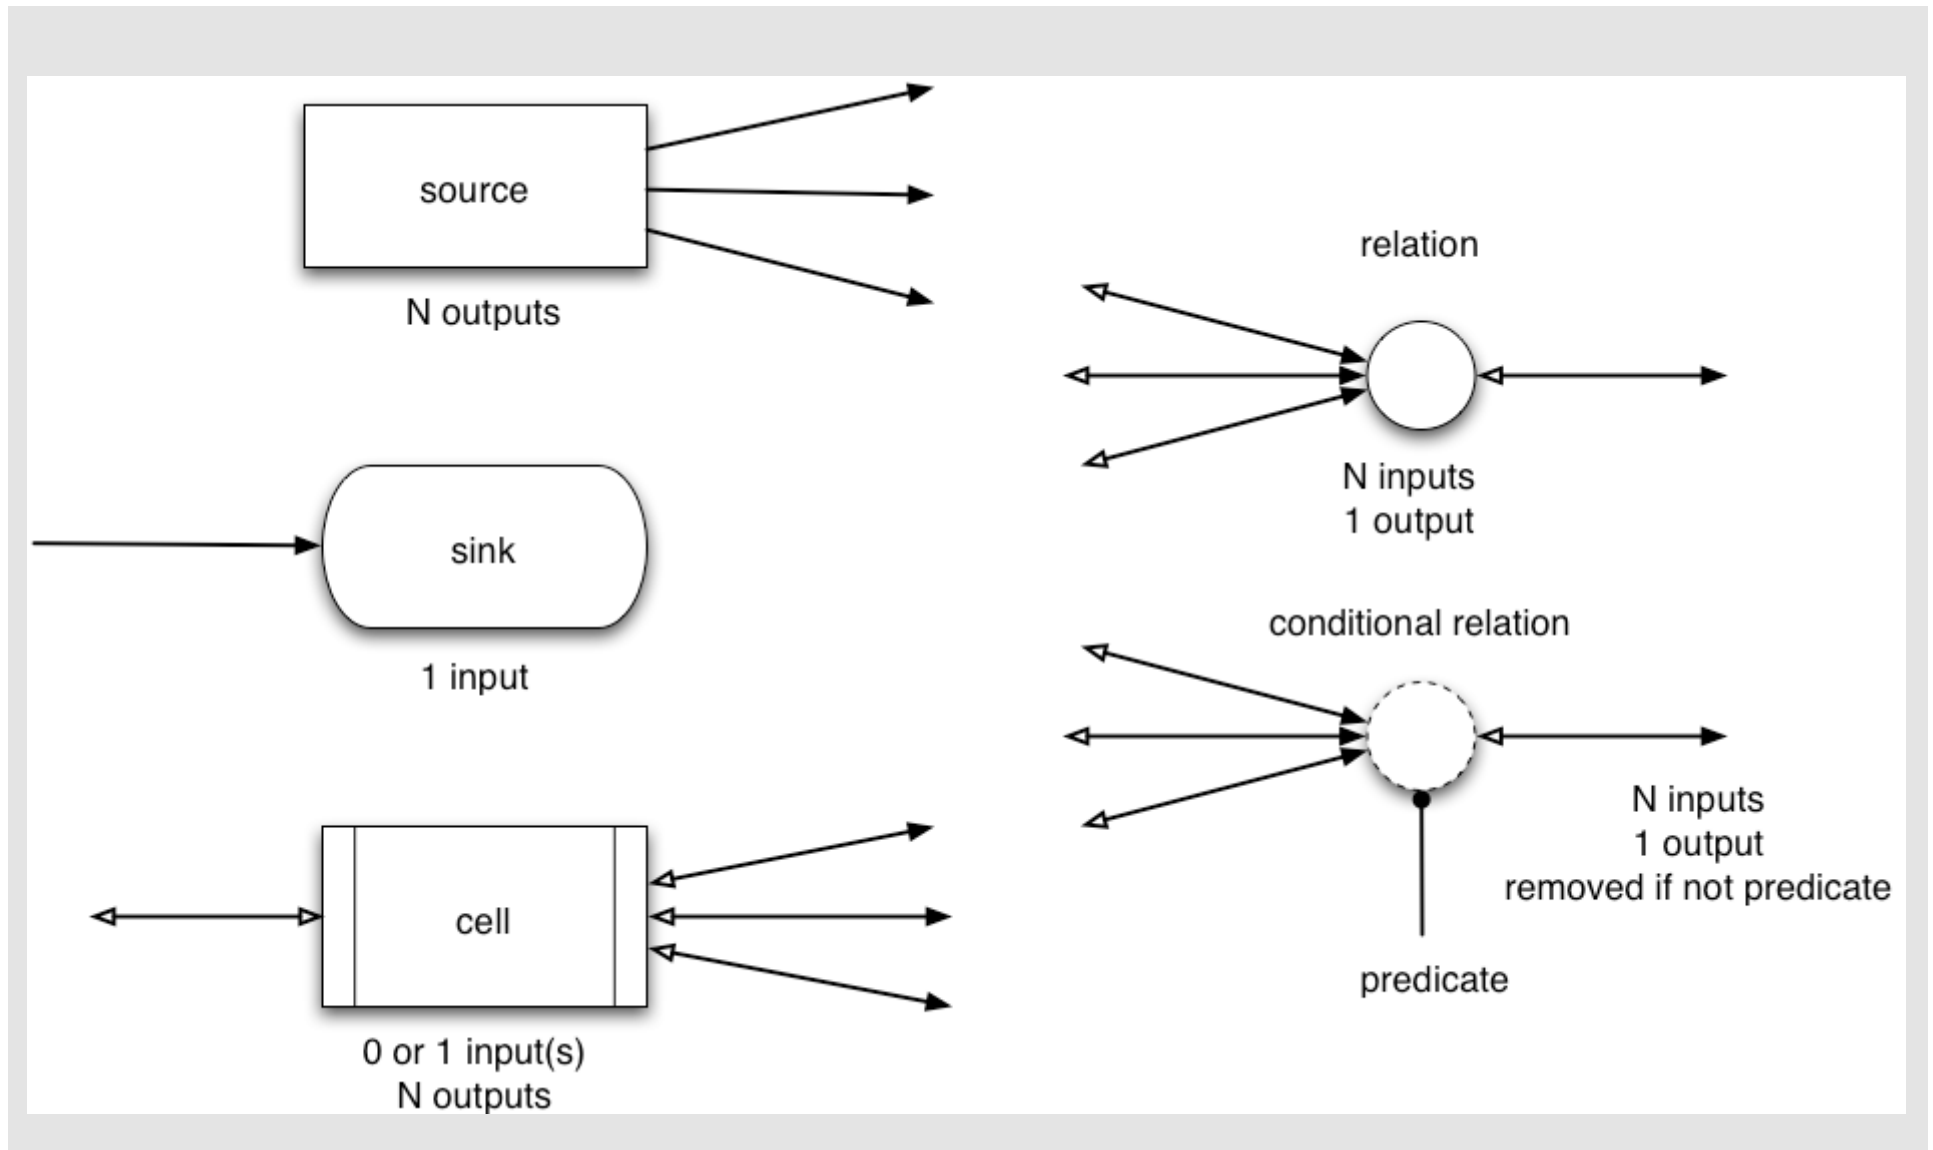 source
N outputs
sink
1 input
cell
0 or 1 input(s)
N outputs
relation
N inputs
1 output
conditional relation
N inputs
1 output
removed if not predicate
predicate